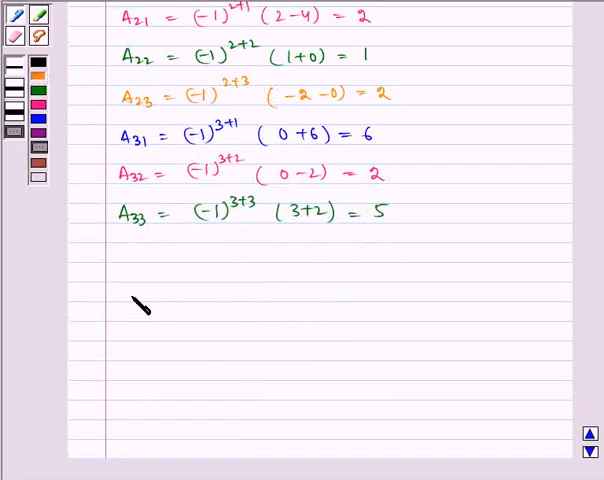 A₂₁ = (-1)²⁺¹ (2-4) = 2
A₂₂ = (-1)²⁺² (1+0) = 1
A₂₃ = (-1)²⁺³ (-2-0) = 2
A₃₁ = (-1)³⁺¹ (0+6) = 6
A₃₂ = (-1)³⁺² (0-2) = 2
A₃₃ = (-1)³⁺³ (3+2) = 5